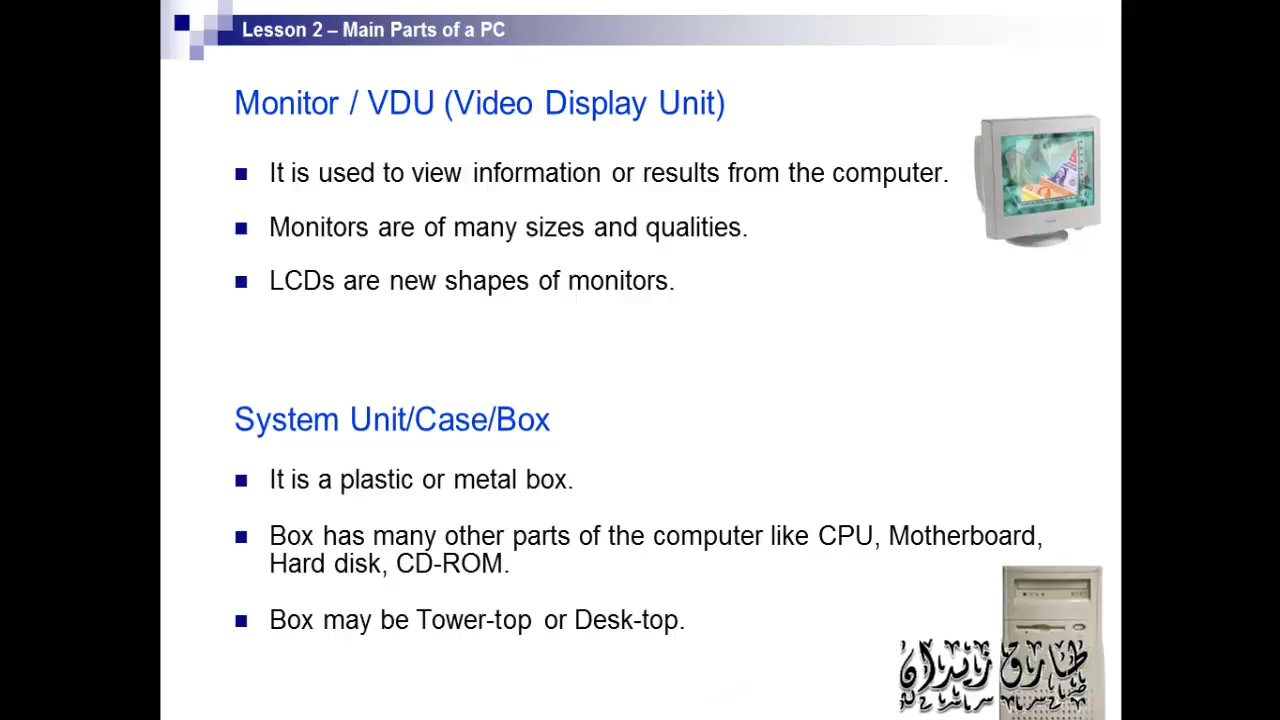 Lesson 2 – Main Parts of a PC
Monitor / VDU (Video Display Unit)
It is used to view information or results from the computer.
Monitors are of many sizes and qualities.
LCDs are new shapes of monitors.
System Unit/Case/Box
It is a plastic or metal box.
Box has many other parts of the computer like CPU, Motherboard,
Hard disk, CD-ROM.
Box may be Tower-top or Desk-top.
طارق زيدان